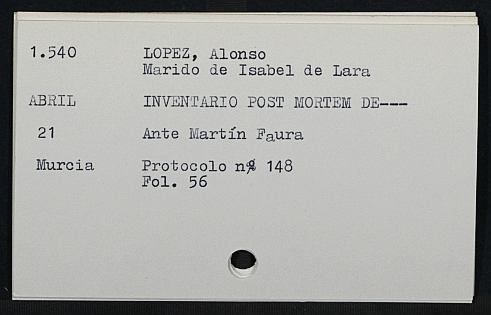 1.540 LOPEZ, Alonso
Marido de Isabel de Lara
ABRIL INVENTARIO POST MORTEM DE---
21 Ante Martín Faura
Murcia Protocolo nº 148
Fol. 56